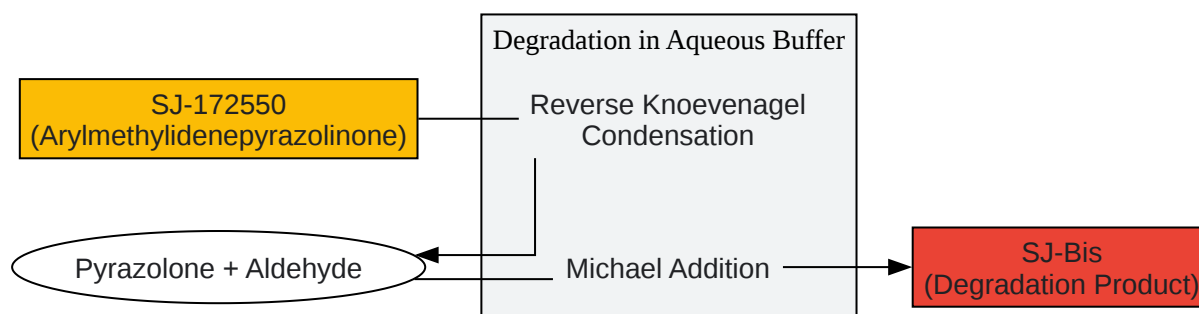 Degradation in Aqueous Buffer
SJ-172550
(Arylmethylidenepyrazolinone)
Reverse Knoevenagel
Condensation
Pyrazolone + Aldehyde
Michael Addition
SJ-Bis
(Degradation Product)